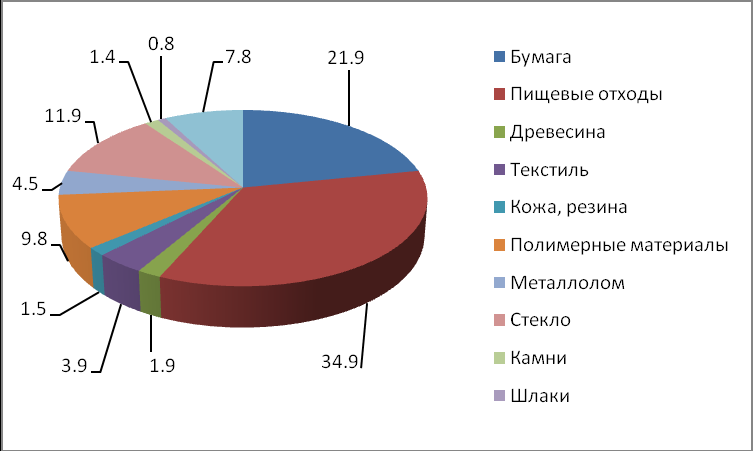 0.8
1.4
7.8
21.9
11.9
4.5
9.8
1.5
3.9
1.9
34.9
Бумага
Пищевые отходы
Древесина
Текстиль
Кожа, резина
Полимерные материалы
Металлолом
Стекло
Камни
Шлаки